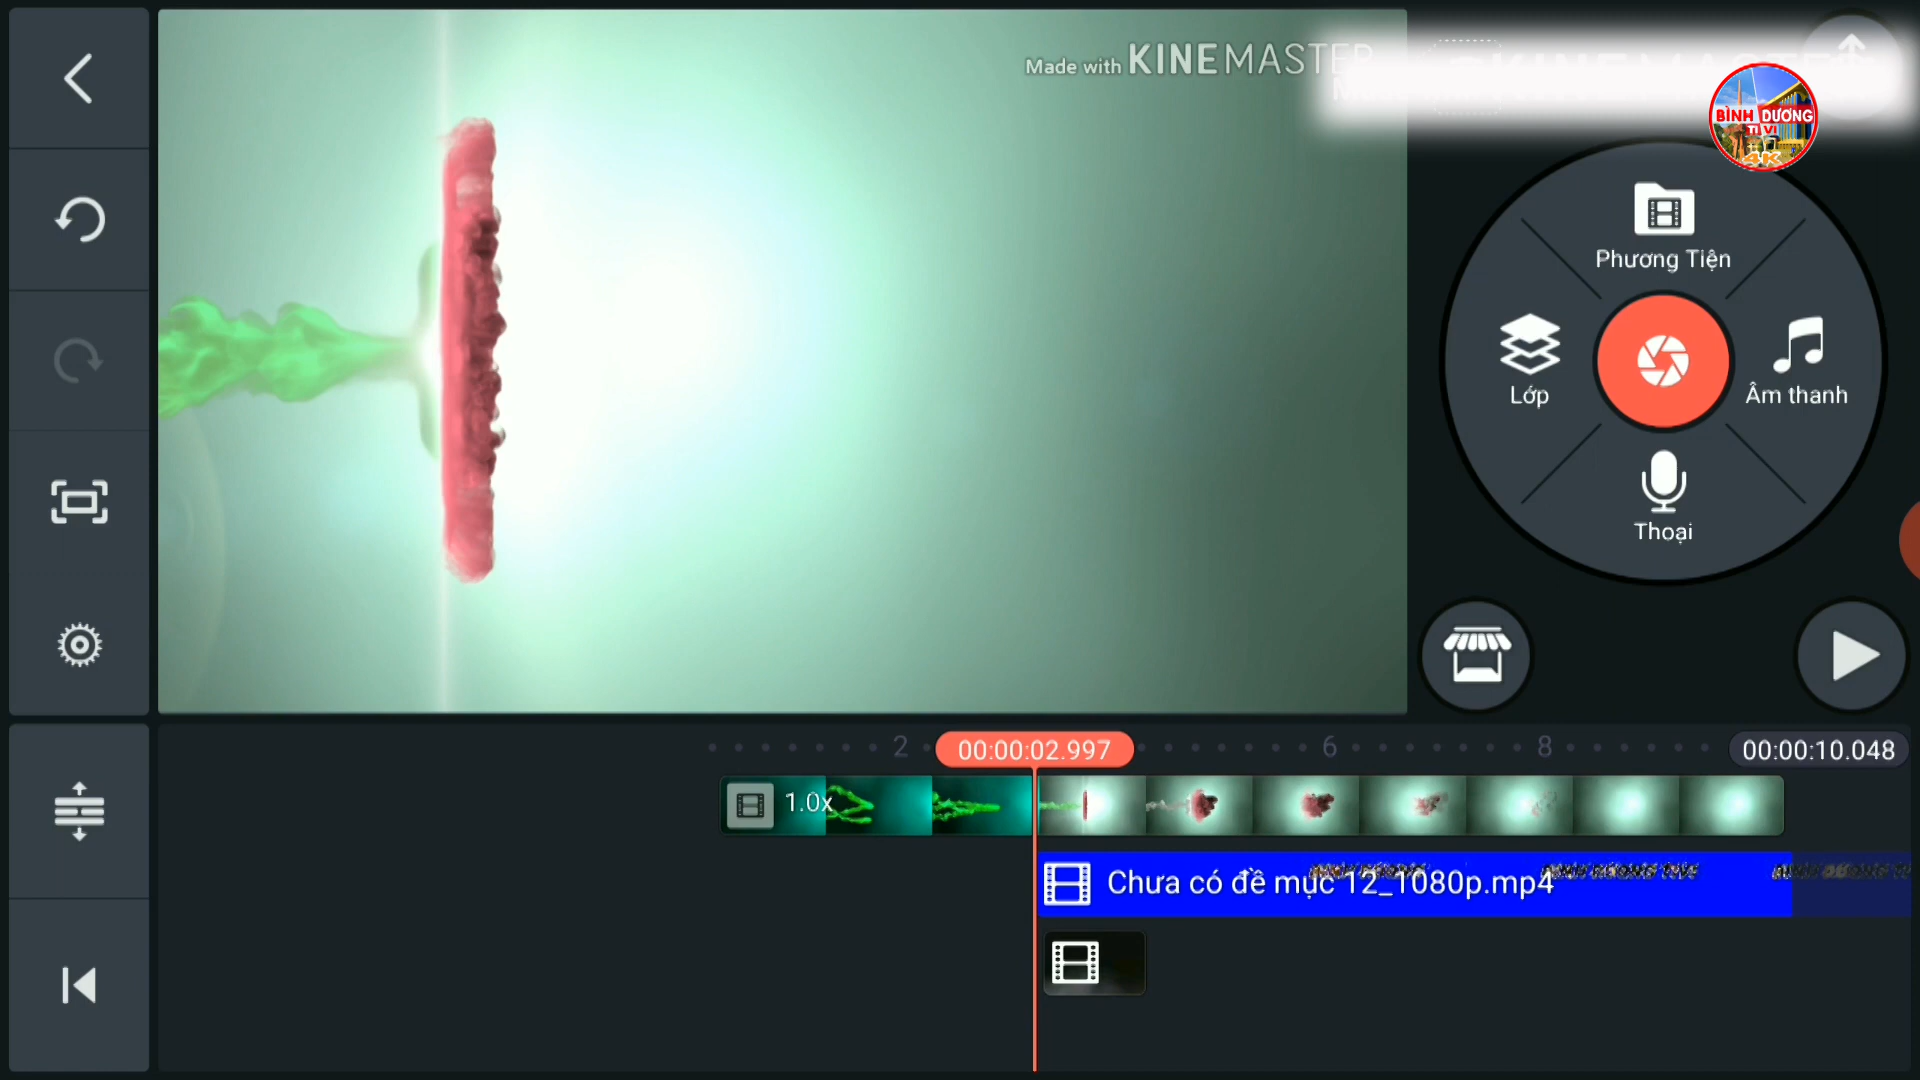 Made with KINEMASTER
BÌNH DƯƠNG
TI VI
4K
Phương Tiện
Lớp
Âm thanh
Thoại
2
00:00:02.997
6
8
00:00:10.048
1.0x
Chưa có đề mục 12_1080p.mp4